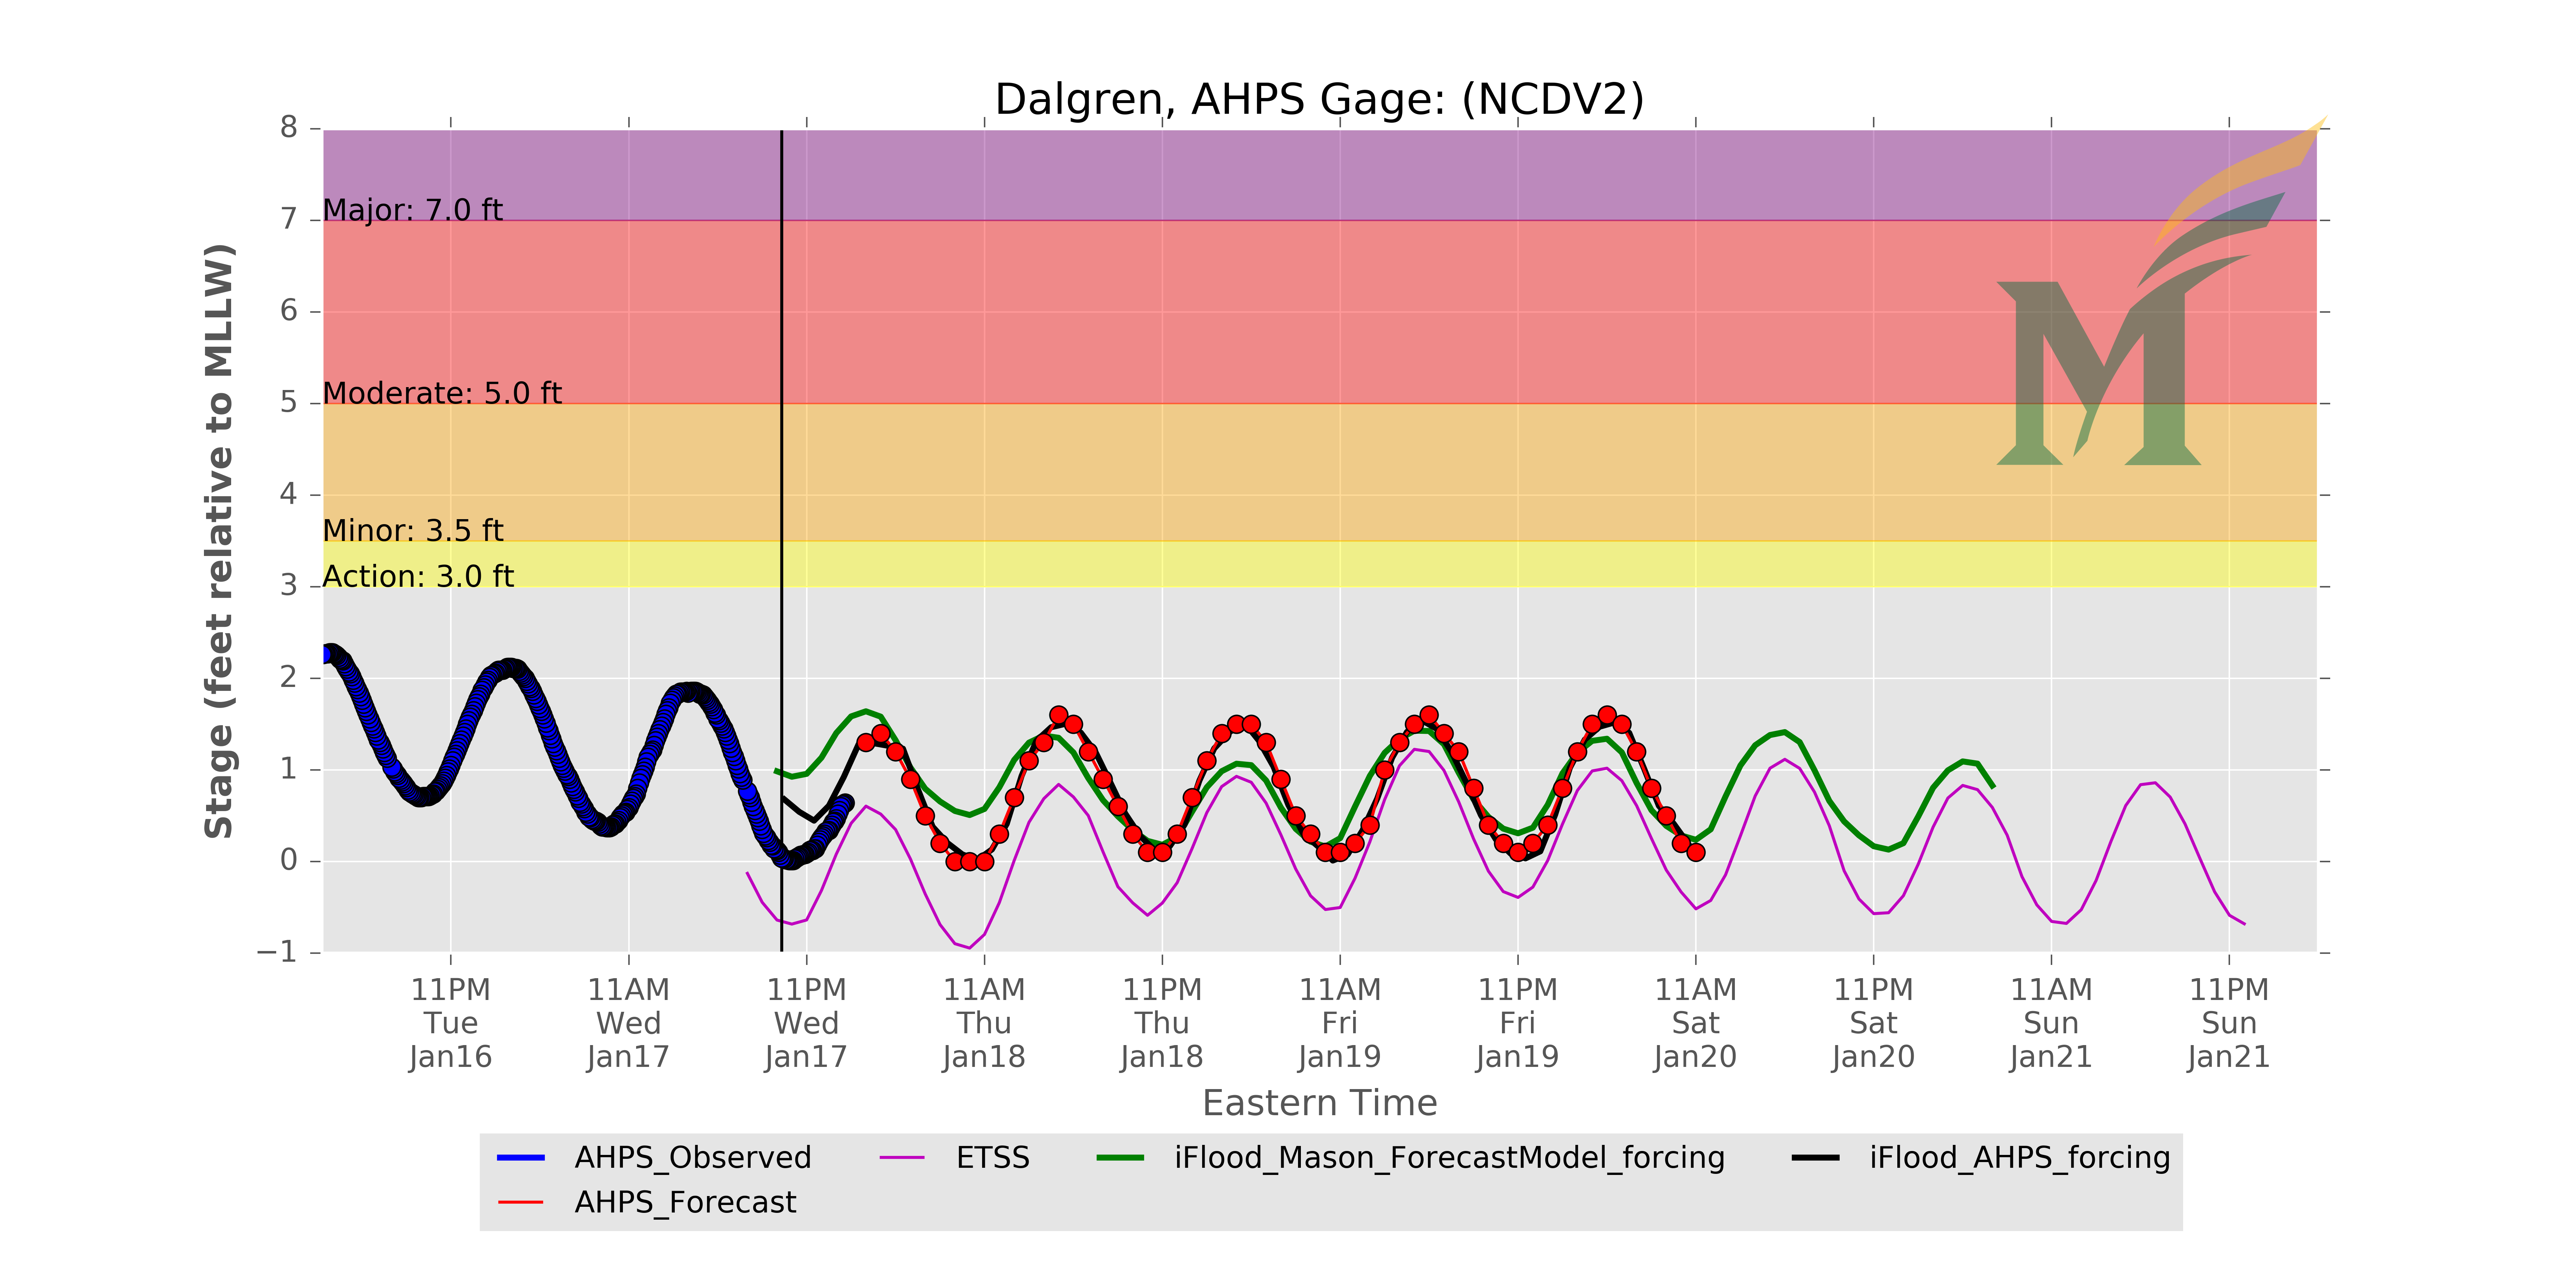 Dalgren, AHPS Gage: (NCDV2)
8
7
6
5
4
3
2
1
0
−1
Stage (feet relative to MLLW)
Major: 7.0 ft
Moderate: 5.0 ft
Minor: 3.5 ft
Action: 3.0 ft
M
11PM 11AM 11PM 11AM 11PM 11AM 11PM 11AM 11PM 11AM 11PM
Tue Wed Wed Thu Thu Fri Fri Sat Sat Sun Sun
Jan16 Jan17 Jan17 Jan18 Jan18 Jan19 Jan19 Jan20 Jan20 Jan21 Jan21
Eastern Time
AHPS_Observed ETSS iFlood_Mason_ForecastModel_forcing iFlood_AHPS_forcing
AHPS_Forecast